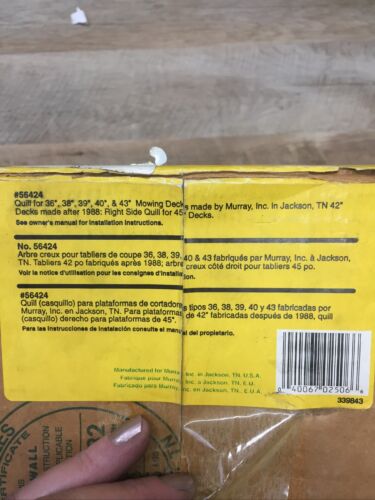 #56424
Quill for 36", 38", 39", 40", & 43" Mowing Decks made by Murray, Inc. in Jackson, TN 42"
Decks made after 1988: Right Side Quill for 45" Decks.
See owner's manual for installation instructions.
No. 56424
Arbre creux pour tabliers de coupe 36, 38, 39, 40 & 43 fabriqués par Murray, Inc. à Jackson,
TN. Tabliers 42 po fabriqués après 1988; arbre creux côté droit pour tabliers 45 po.
Voir la notice d'utilisation pour les consignes d'installation.
#56424
Quill (casquillo) para plataformas de cortadoras tipos 36, 38, 39, 40 y 43 fabricadas por
Murray, Inc. en Jackson, TN. Para plataformas de 42" fabricadas después de 1988, quill
(casquillo) derecho para plataformas de 45".
Para las instrucciones de instalación consulte el manual del propietario.
Manufactured for Murray, Inc. in Jackson, TN. U.S.A.
Fabrique pour Murray, Inc. a Jackson, TN, E.U.
Fabricado para Murray, Inc. en Jackson, TN., E.U.A.
0 40067 02506
339843
CERTIFICATE
WALL